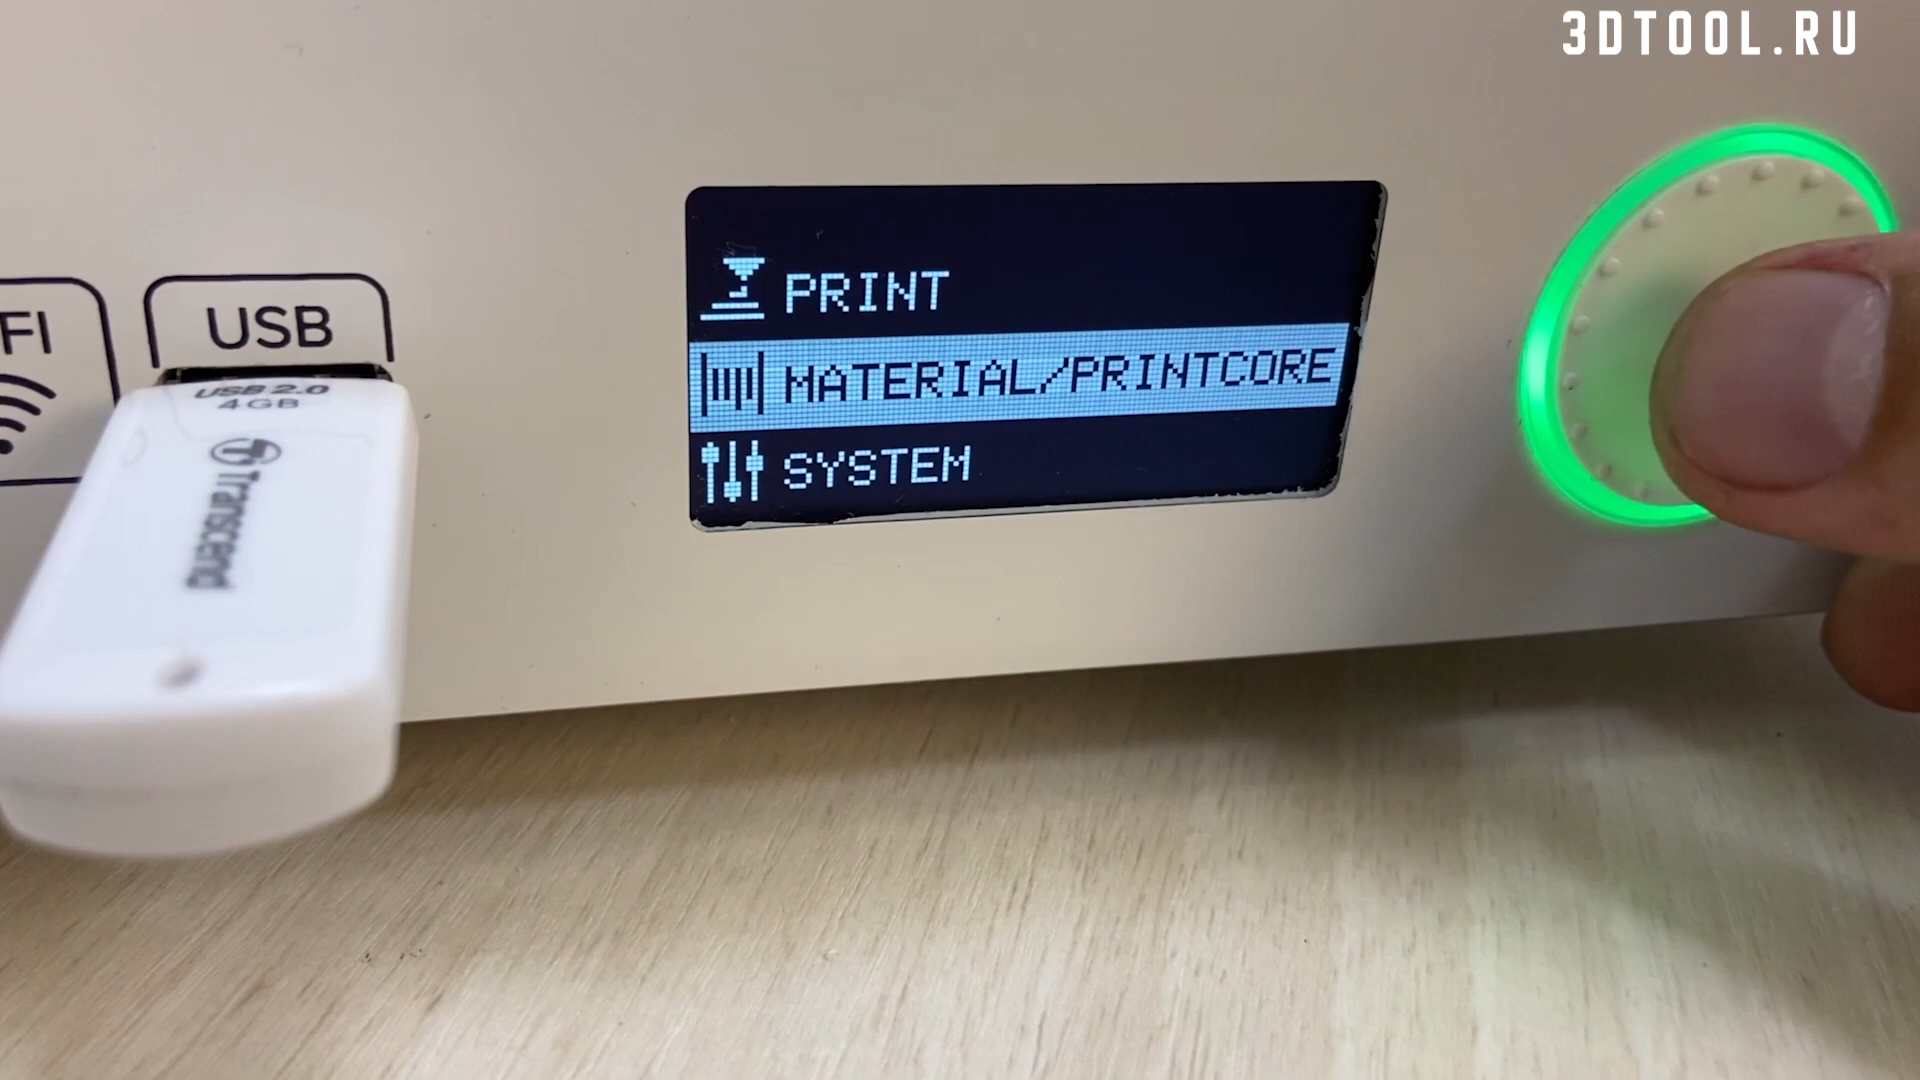 3DTOOL.RU
FI
USB
USB 2.0
4GB
Transcend
PRINT
MATERIAL/PRINTCORE
SYSTEM